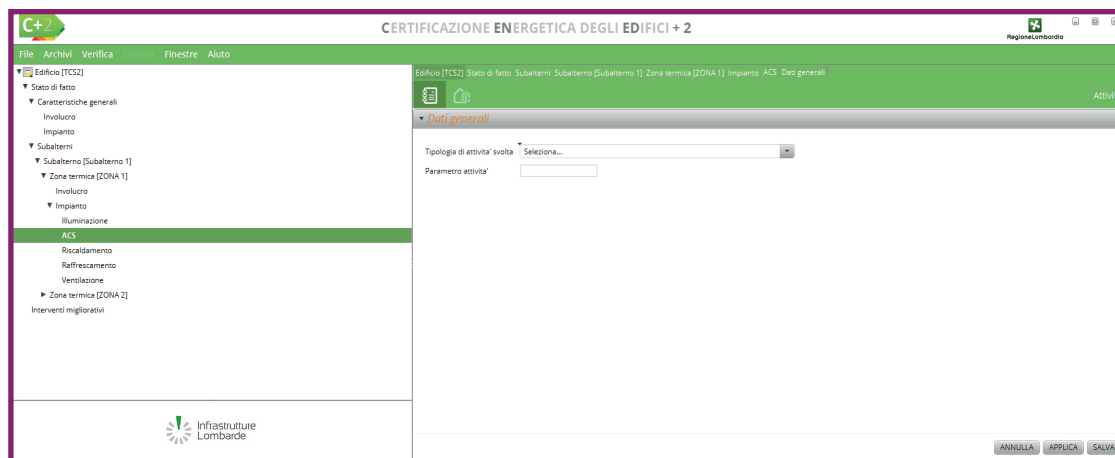 C+2
CERTIFICAZIONE ENERGETICA DEGLI EDIFICI + 2
RegioneLombardia
File Archivi Verifica Finestre Aiuto
Edificio [TCS2]
Stato di fatto
Caratteristiche generali
Involucro
Impianto
Subalterni
Subalterno [Subalterno 1]
Zona termica [ZONA 1]
Involucro
Impianto
Illuminazione
ACS
Riscaldamento
Raffrescamento
Ventilazione
Zona termica [ZONA 2]
Interventi migliorativi
Infrastrutture
Lombarde
Edificio [TCS2] Stato di fatto Subalterni Subalterno [Subalterno 1] Zona termica [ZONA 1] Impianto ACS Dati generali
Attivi
Dati generali
Tipologia di attivita' svolta Seleziona...
Parametro attivita'
ANNULLA APPLICA SALVA